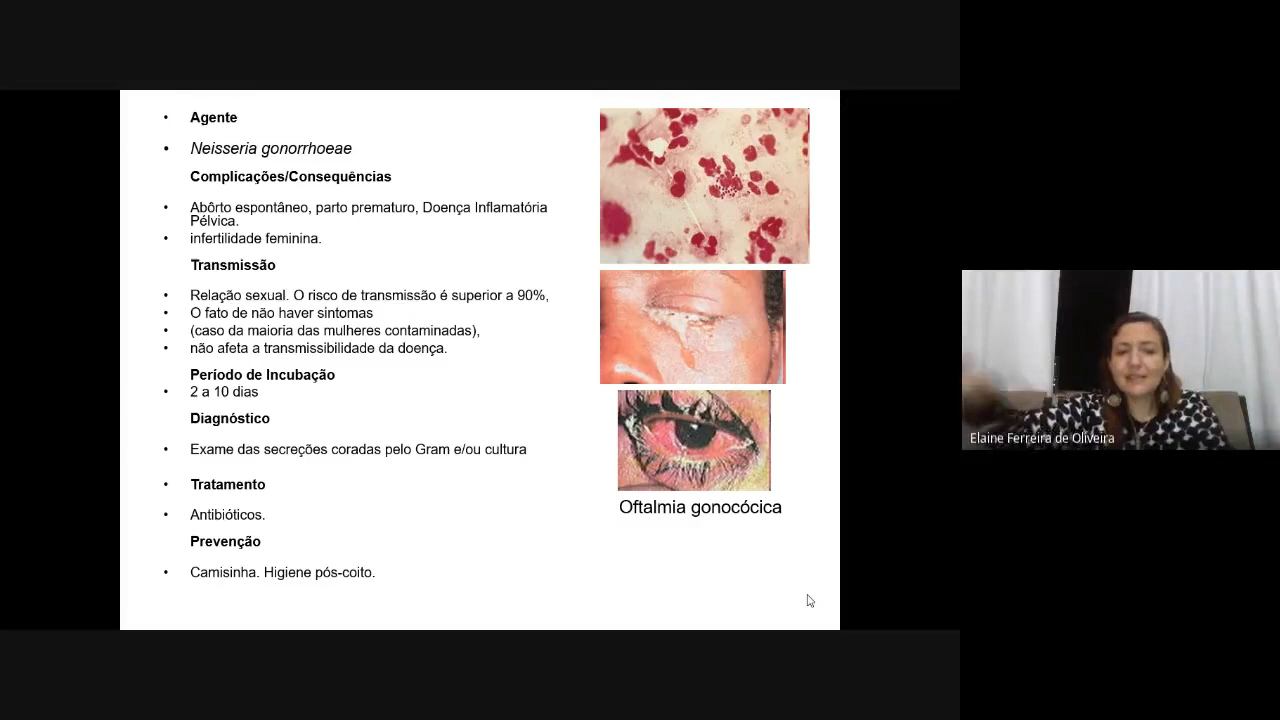 • Agente
• Neisseria gonorrhoeae
Complicações/Consequências
• Abôrto espontâneo, parto prematuro, Doença Inflamatória
Pélvica.
• infertilidade feminina.
Transmissão
• Relação sexual. O risco de transmissão é superior a 90%,
• O fato de não haver sintomas
• (caso da maioria das mulheres contaminadas),
• não afeta a transmissibilidade da doença.
Período de Incubação
• 2 a 10 dias
Diagnóstico
• Exame das secreções coradas pelo Gram e/ou cultura
• Tratamento
• Antibióticos.
Prevenção
• Camisinha. Higiene pós-coito.
Oftalmia gonocócica
Elaine Ferreira de Oliveira